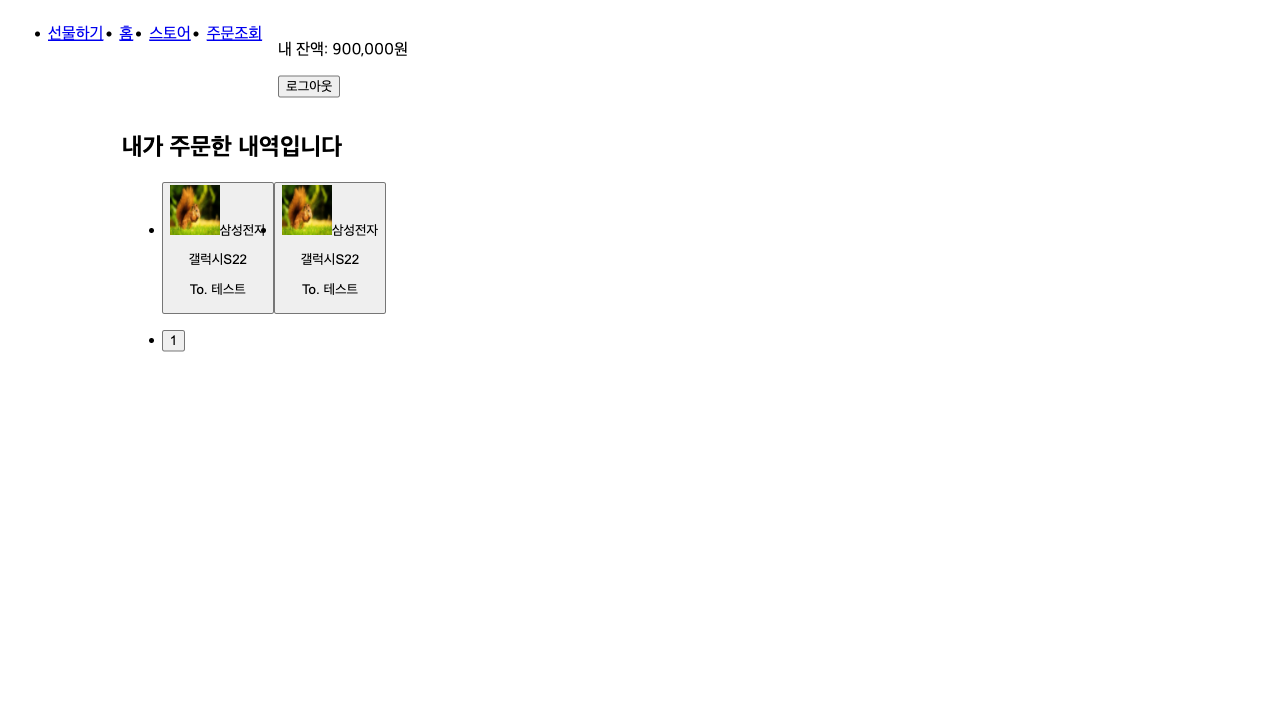 선물하기 홈 스토어 주문조회
내 잔액: 900,000원
로그아웃
내가 주문한 내역입니다
삼성전자 삼성전자
갤럭시S22 갤럭시S22
To. 테스트 To. 테스트
1